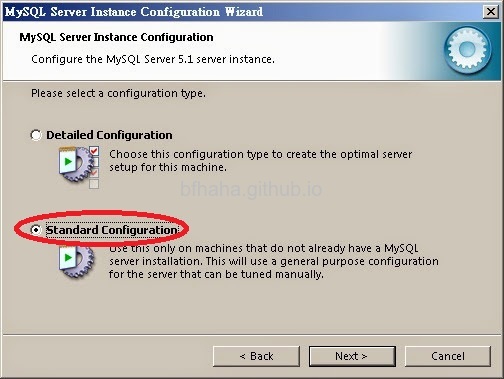 MySQL Server Instance Configuration Wizard
MySQL Server Instance Configuration
Configure the MySQL Server 5.1 server instance.
Please select a configuration type.
Detailed Configuration
Choose this configuration type to create the optimal server
setup for this machine.
bfhaha.github.io
Standard Configuration
Use this only on machines that do not already have a MySQL
server installation. This will use a general purpose configuration
for the server that can be tuned manually.
< Back
Next >
Cancel